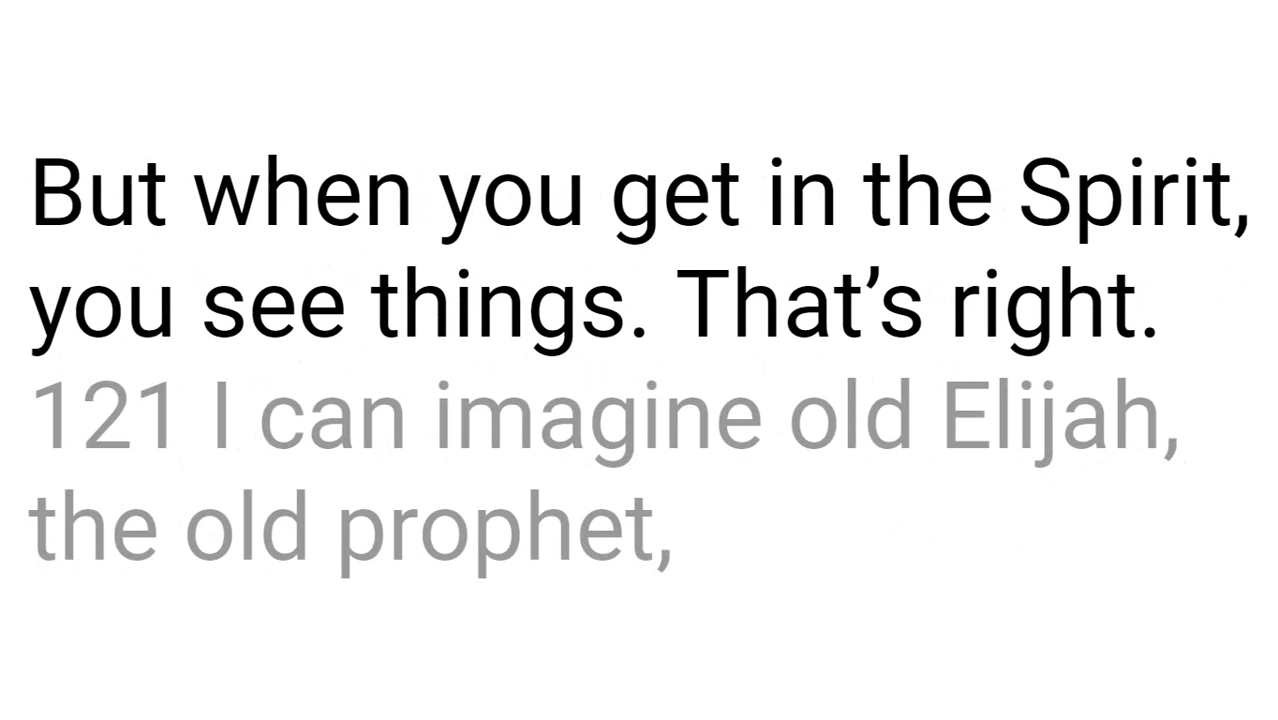 But when you get in the Spirit,
you see things. That’s right.
121 I can imagine old Elijah,
the old prophet,